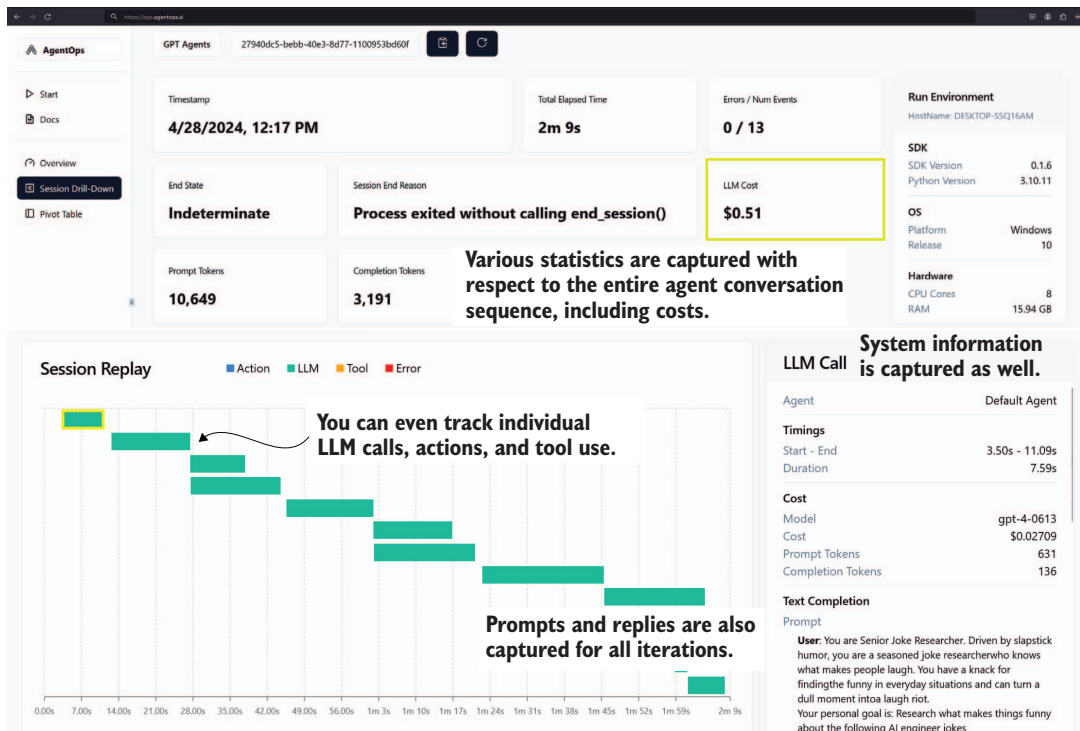 https://app.agentops.ai
AgentOps
GPT Agents
27940dc5-bebb-40e3-8d77-1100953bd60f
Start
Docs
Overview
Session Drill-Down
Pivot Table
Timestamp
4/28/2024, 12:17 PM
Total Elapsed Time
2m 9s
Errors / Num Events
0 / 13
End State
Indeterminate
Session End Reason
Process exited without calling end_session()
LLM Cost
$0.51
Prompt Tokens
10,649
Completion Tokens
3,191
Various statistics are captured with
respect to the entire agent conversation
sequence, including costs.
Run Environment
HostName: DESKTOP-SSQ16AM
SDK
SDK Version 0.1.6
Python Version 3.10.11
OS
Platform Windows
Release 10
Hardware
CPU Cores 8
RAM 15.94 GB
System information
is captured as well.
Session Replay
Action LLM Tool Error
You can even track individual
LLM calls, actions, and tool use.
Prompts and replies are also
captured for all iterations.
0.00s 7.00s 14.00s 21.00s 28.00s 35.00s 42.00s 49.00s 56.00s 1m 3s 1m 10s 1m 17s 1m 24s 1m 31s 1m 38s 1m 45s 1m 52s 1m 59s 2m 9s
LLM Call
Agent Default Agent
Timings
Start - End 3.50s - 11.09s
Duration 7.59s
Cost
Model gpt-4-0613
Cost $0.02709
Prompt Tokens 631
Completion Tokens 136
Text Completion
Prompt
User: You are Senior Joke Researcher. Driven by slapstick
humor, you are a seasoned joke researcherwho knows
what makes people laugh. You have a knack for
findingthe funny in everyday situations and can turn a
dull moment intoa laugh riot.
Your personal goal is: Research what makes things funny
about the following AI engineer jokes